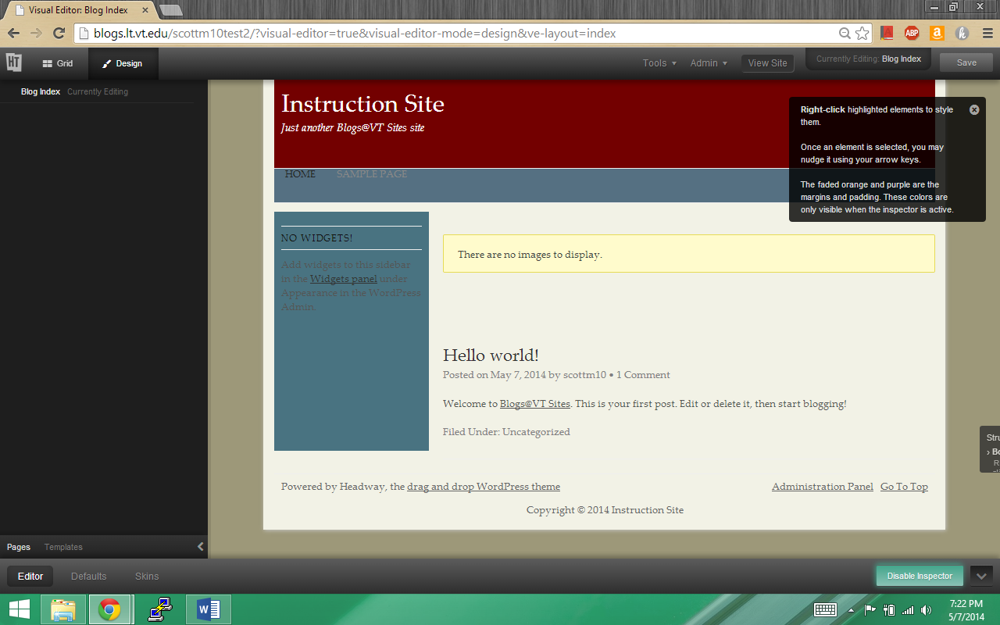 Visual Editor: Blog Index
blogs.lt.vt.edu/scottm10test2/?visual-editor=true&visual-editor-mode=design&ve-layout=index
ABP
a
h
HT
Grid
Design
Tools
Admin
View Site
Currently Editing: Blog Index
Save
Blog Index Currently Editing
Instruction Site
Just another Blogs@VT Sites site
Right-click highlighted elements to style
them.
Once an element is selected, you may
nudge it using your arrow keys.
The faded orange and purple are the
margins and padding. These colors are
only visible when the inspector is active.
HOME SAMPLE PAGE
NO WIDGETS!
Add widgets to this sidebar
in the Widgets panel under
Appearance in the WordPress
Admin.
There are no images to display.
Hello world!
Posted on May 7, 2014 by scottm10 • 1 Comment
Welcome to Blogs@VT Sites. This is your first post. Edit or delete it, then start blogging!
Filed Under: Uncategorized
Stru
› Bo
R
Powered by Headway, the drag and drop WordPress theme
Administration Panel Go To Top
Copyright © 2014 Instruction Site
Pages Templates
Editor Defaults Skins
Disable Inspector
W
7:22 PM
5/7/2014